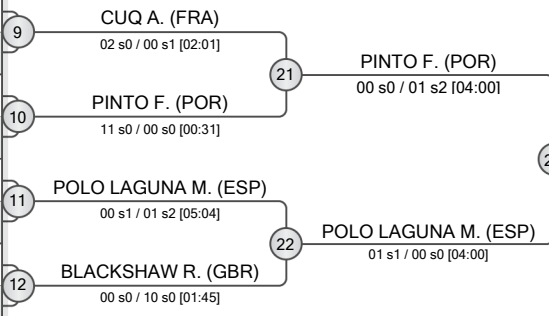 9
CUQ A. (FRA)
02 s0 / 00 s1 [02:01]
21
PINTO F. (POR)
00 s0 / 01 s2 [04:00]
10
PINTO F. (POR)
11 s0 / 00 s0 [00:31]
11
POLO LAGUNA M. (ESP)
00 s1 / 01 s2 [05:04]
22
POLO LAGUNA M. (ESP)
01 s1 / 00 s0 [04:00]
12
BLACKSHAW R. (GBR)
00 s0 / 10 s0 [01:45]